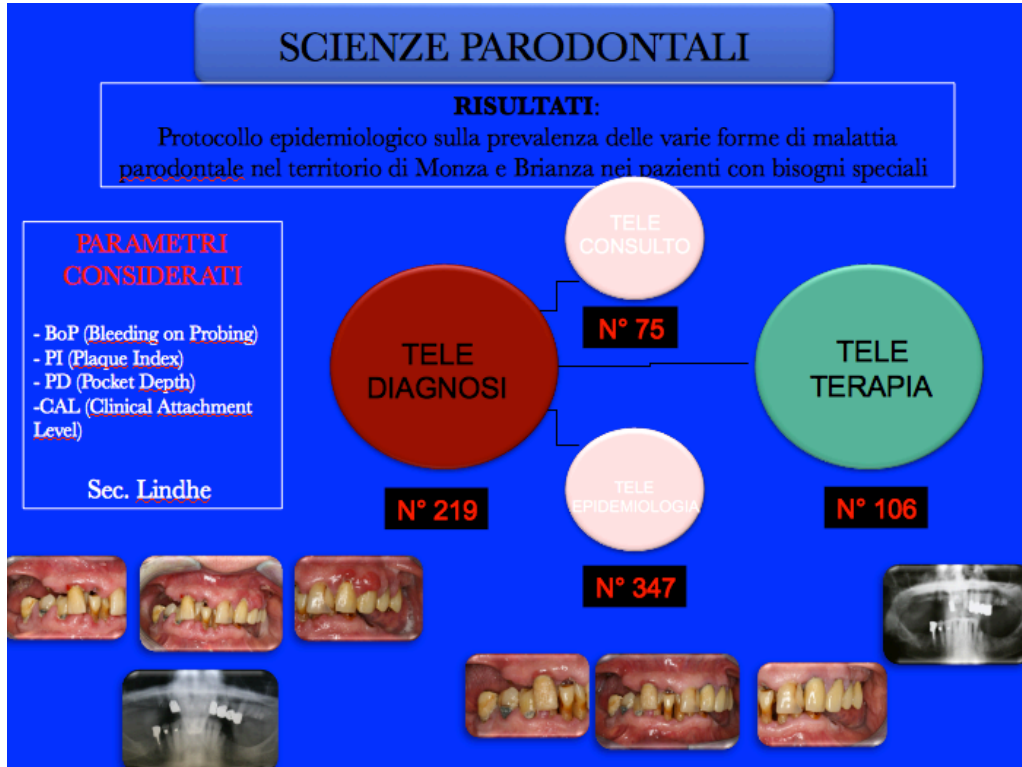 SCIENZE PARODONTALI
RISULTATI:
Protocollo epidemiologico sulla prevalenza delle varie forme di malattia
parodontale nel territorio di Monza e Brianza nei pazienti con bisogni speciali
PARAMETRI
CONSIDERATI
- BoP (Bleeding on Probing)
- PI (Plaque Index)
- PD (Pocket Depth)
-CAL (Clinical Attachment
Level)
Sec. Lindhe
TELE
CONSULTO
N° 75
TELE
DIAGNOSI
N° 219
TELE
EPIDEMIOLOGIA
N° 347
TELE
TERAPIA
N° 106